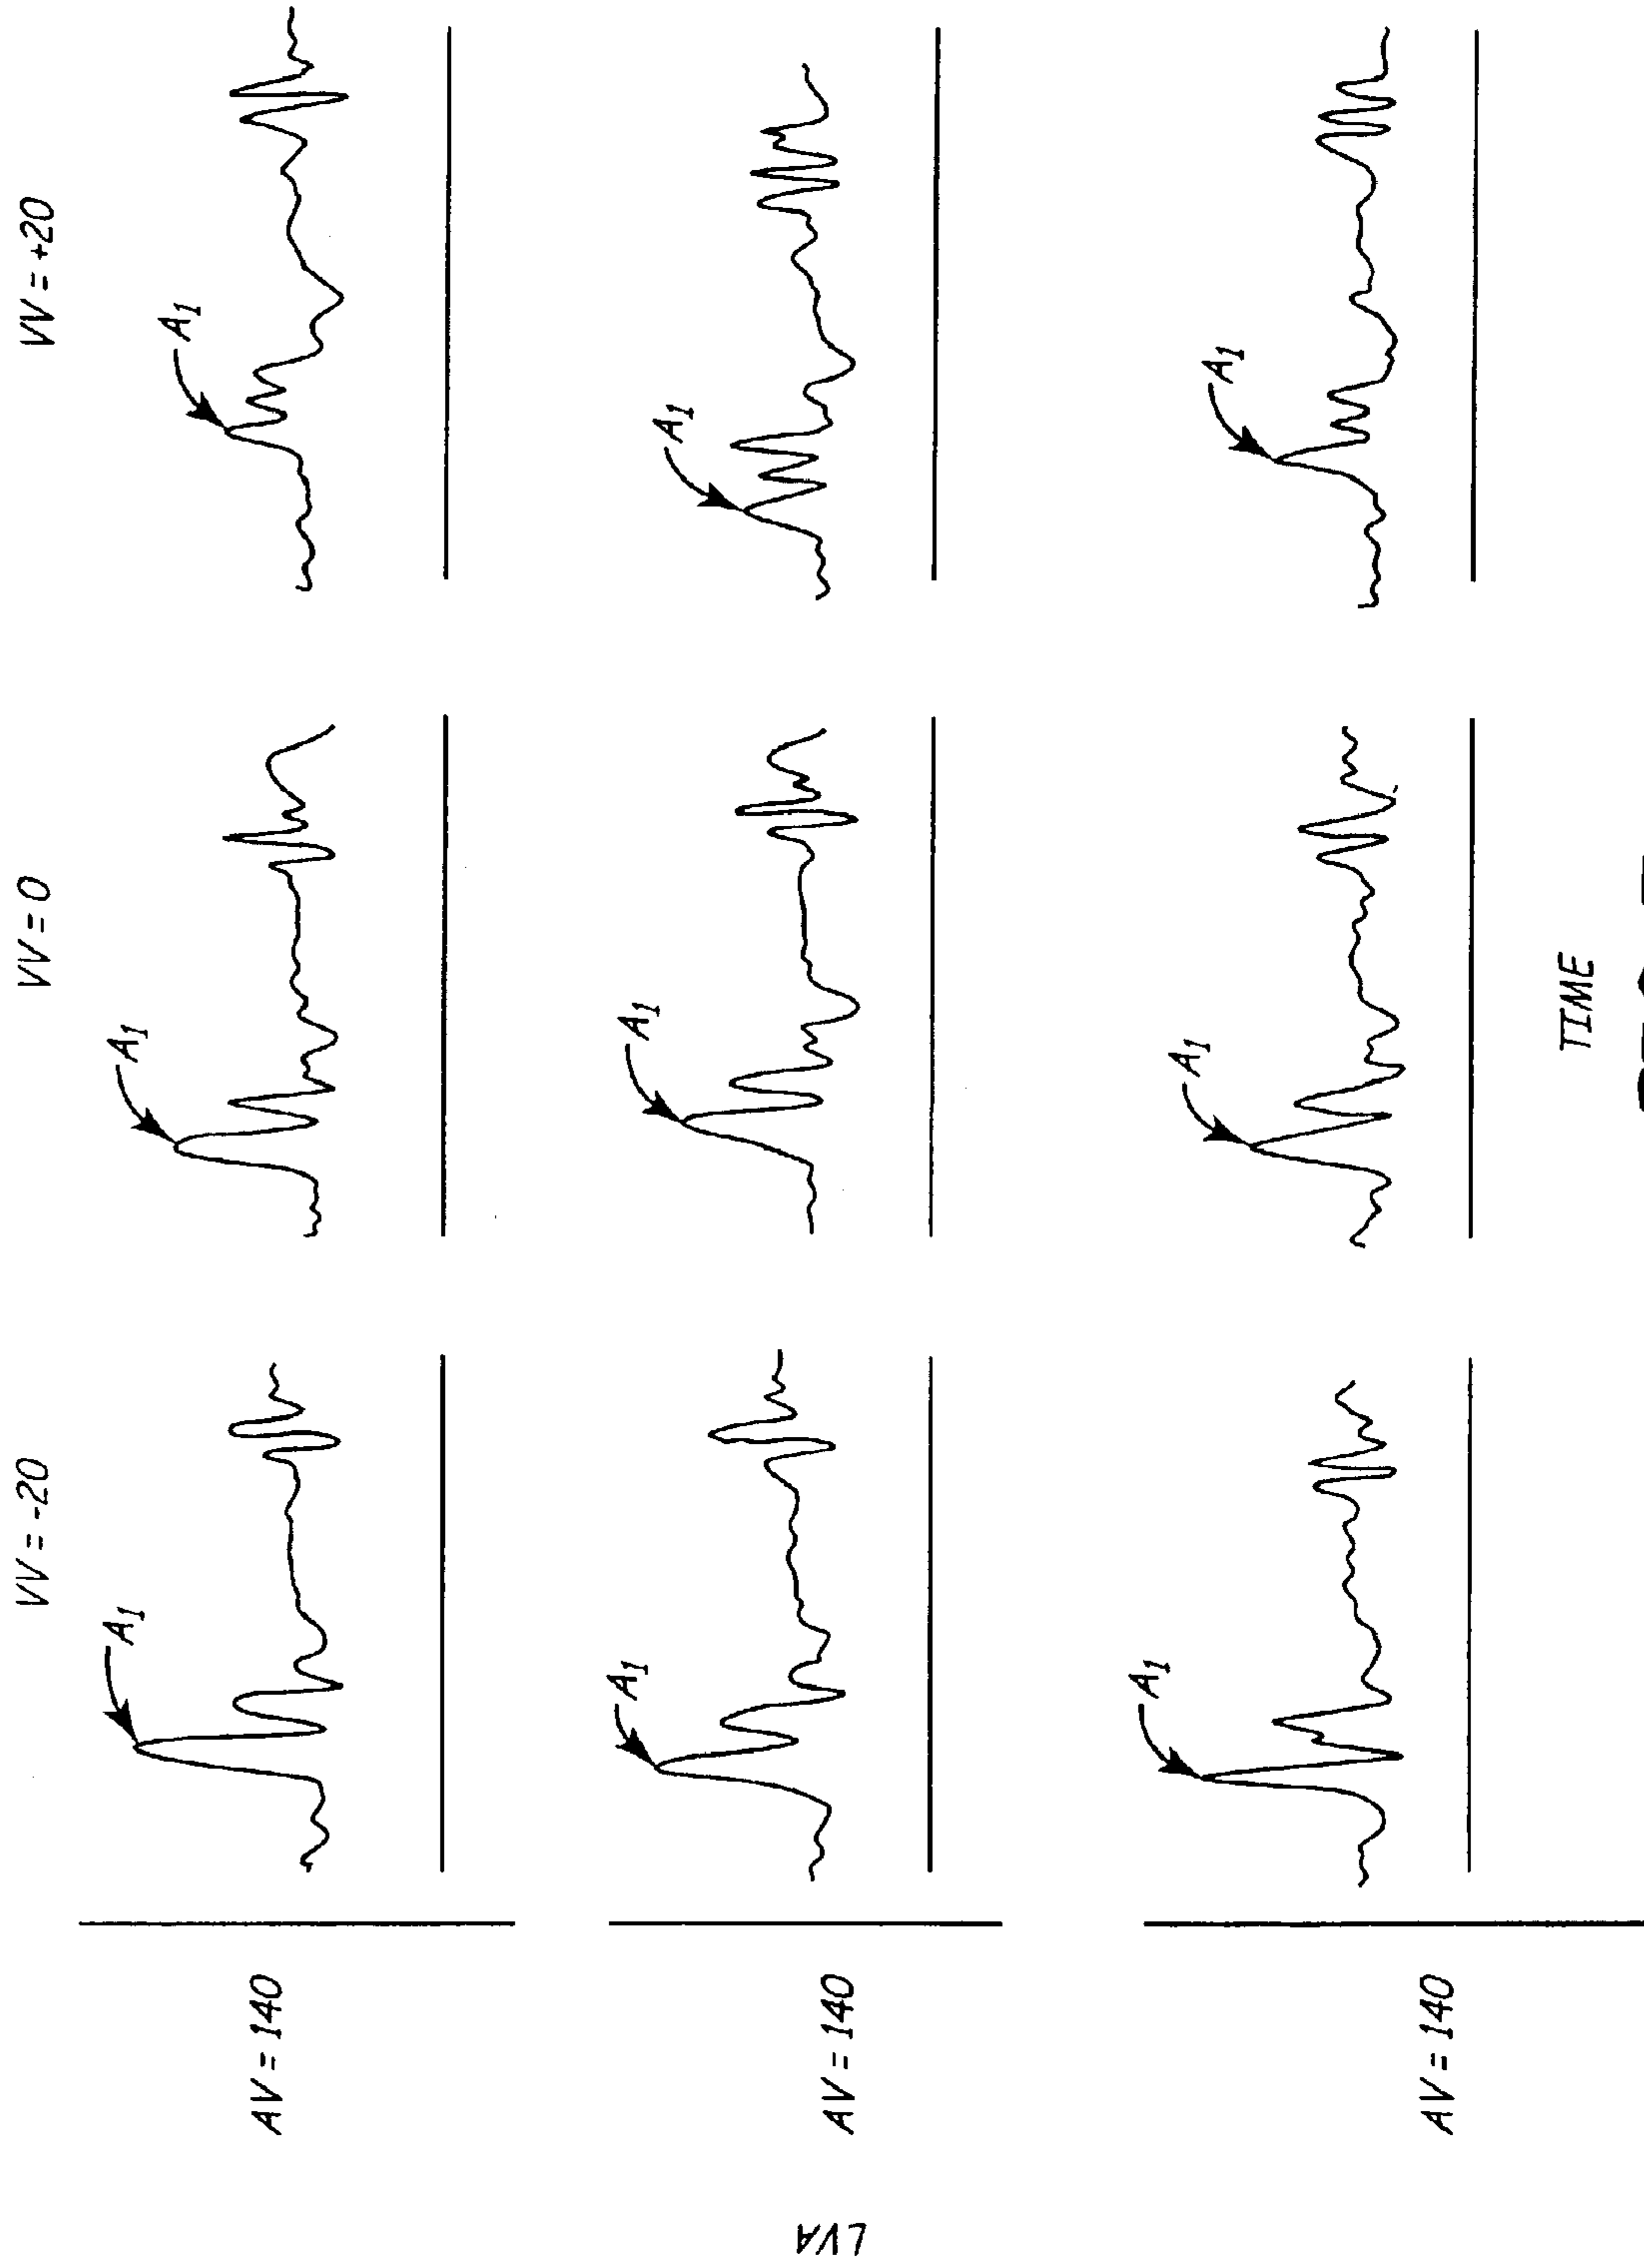 VV = -20
VV = 0
VV = +20
AV = 140
A1
A1
A1
LVA
AV = 140
A1
A1
A1
AV = 140
A1
A1
A1
TIME